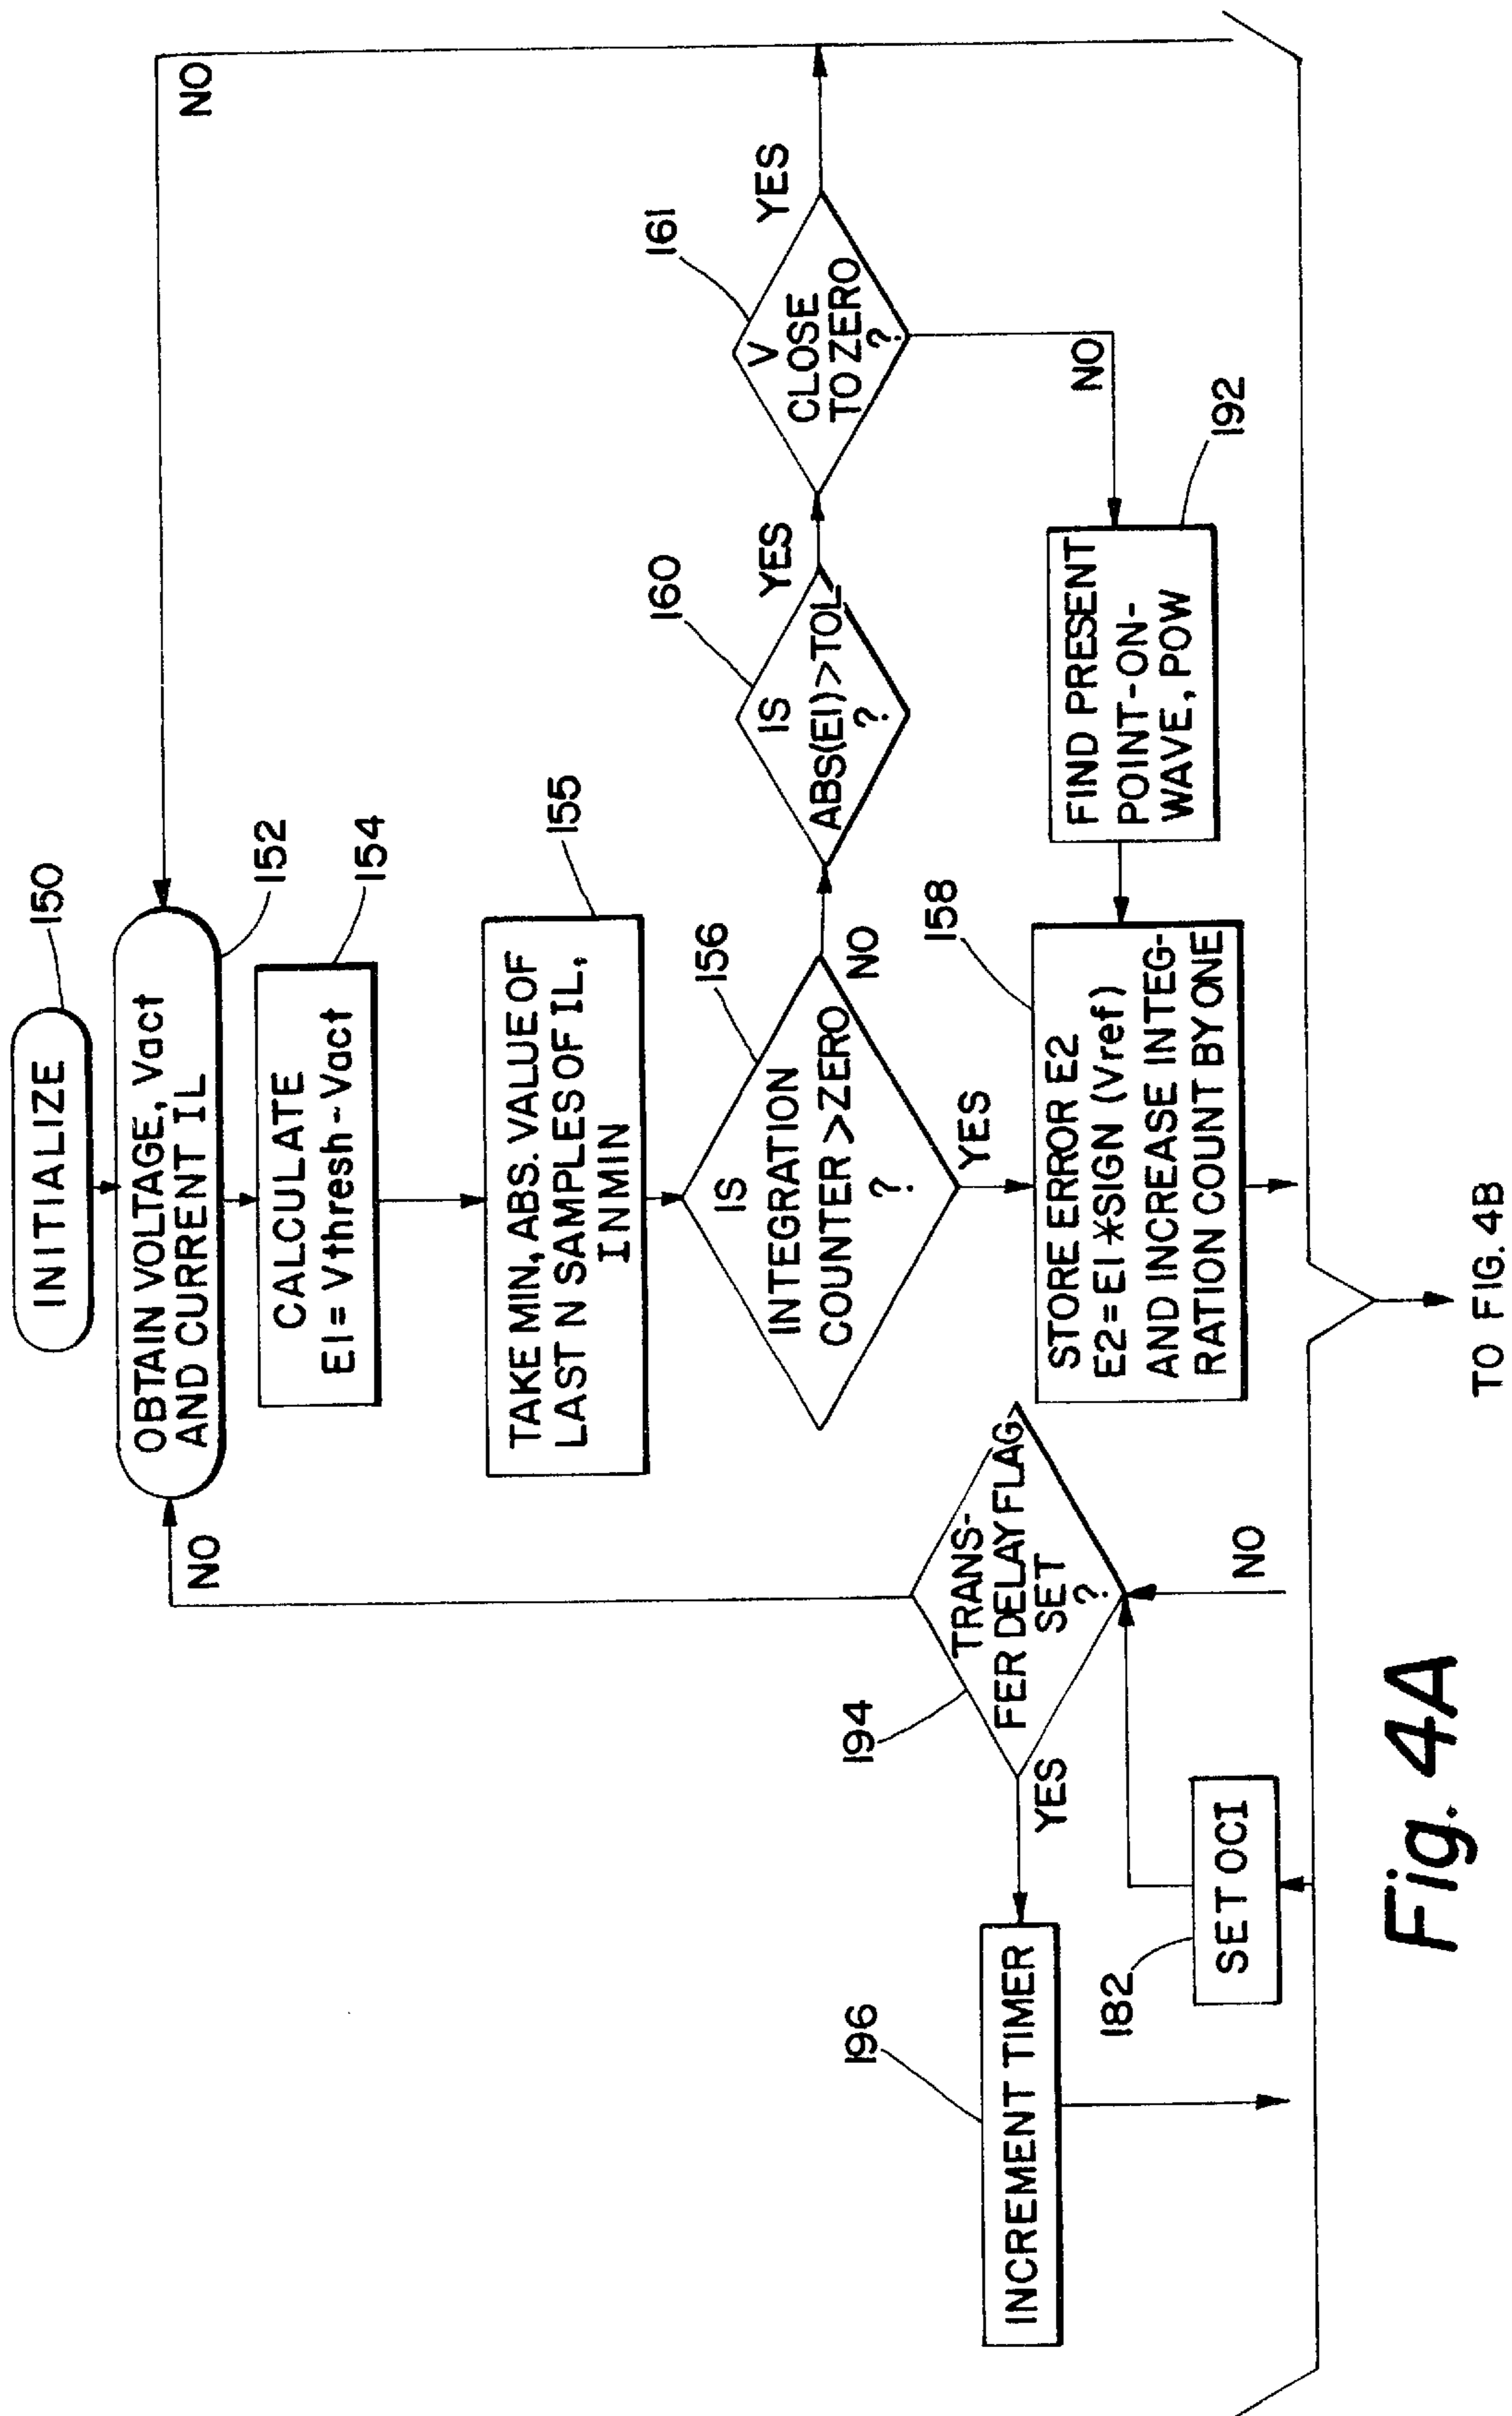 INITIALIZE
150
OBTAIN VOLTAGE, Vact
AND CURRENT IL
152
NO
NO
CALCULATE
E1 = Vthresh - Vact
154
TAKE MIN, ABS. VALUE OF
LAST N SAMPLES OF IL,
INMIN
155
IS
INTEGRATION
COUNTER > ZERO
?
156
NO
YES
IS
ABS(E1) > TOL
?
160
YES
V
CLOSE
TO ZERO
?
161
YES
NO
FIND PRESENT
POINT-ON-
WAVE, POW
192
STORE ERROR E2
E2=E1*SIGN (Vref)
AND INCREASE INTEG-
RATION COUNT BY ONE
158
TRANS-
FER DELAY FLAG
SET
?
194
YES
NO
INCREMENT TIMER
196
SET OCI
182
TO FIG. 4B
Fig. 4A